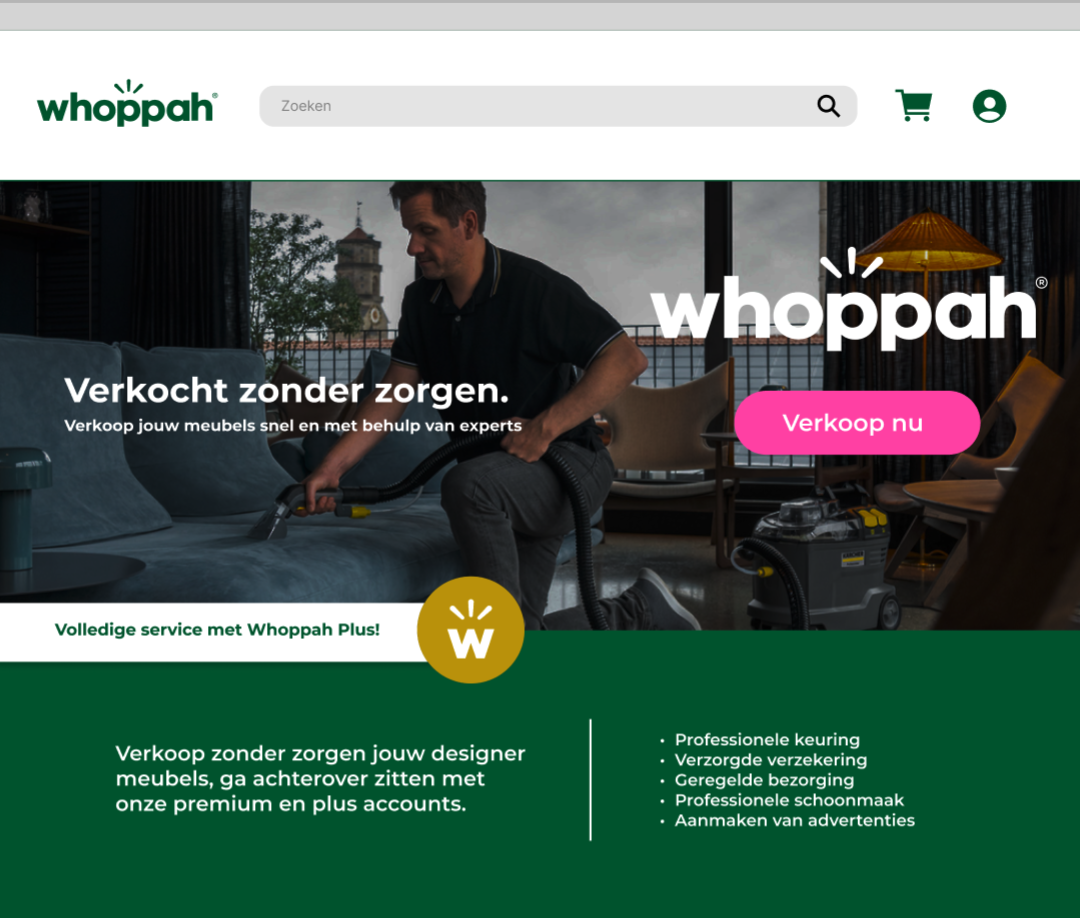 whoppah®
Zoeken
whoppah®
Verkocht zonder zorgen.
Verkoop jouw meubels snel en met behulp van experts
Verkoop nu
KÄRCHER
Volledige service met Whoppah Plus!
W
Verkoop zonder zorgen jouw designer
meubels, ga achterover zitten met
onze premium en plus accounts.
• Professionele keuring
• Verzorgde verzekering
• Geregelde bezorging
• Professionele schoonmaak
• Aanmaken van advertenties